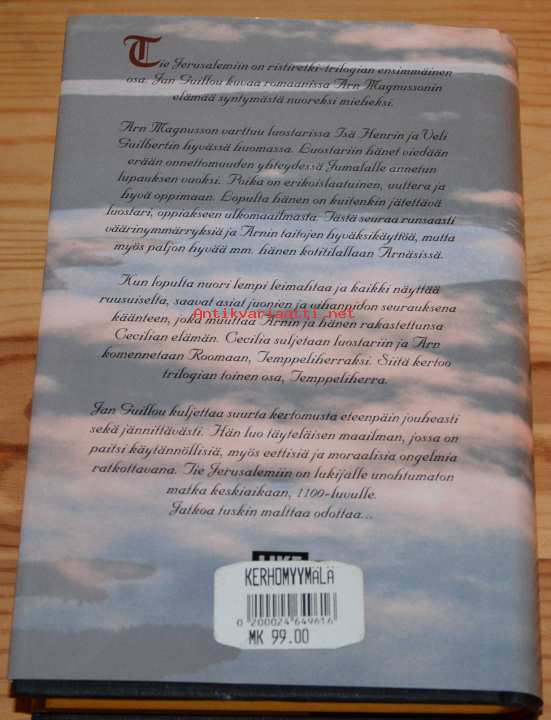 Tie Jerusalemiin on ristiretki-trilogian ensimmäinen
osa. Jan Guillou kuvaa romaanissa Arn Magnussonin
elämää syntymästä nuoreksi mieheksi.
Arn Magnusson varttuu luostarissa Isä Henrin ja Veli
Guilbertin hyvässä huomassa. Luostariin hänet viedään
erään onnettomuuden yhteydessä Jumalalle annetun
lupauksen vuoksi. Poika on erikoislaatuinen, uuttera ja
hyvä oppimaan. Lopulta hänen on kuitenkin jätettävä
luostari, oppiakseen ulkomaailmasta. Tästä seuraa runsaasti
väärinymmärryksiä ja Arnin taitojen hyväksikäyttöä, mutta
myös paljon hyvää mm. hänen kotitilallaan Arnäsissä.
Kun lopulta nuori lempi leimahtaa ja kaikki näyttää
ruusuiselta, saavat asiat juonien ja vihanpidon seurauksena
Antikvariaatti.net
käänteen, joka muuttaa Arnin ja hänen rakastettunsa
Cecilian elämän. Cecilia suljetaan luostariin ja Arn
komennetaan Roomaan, Temppeliherraksi. Siitä kertoo
trilogian toinen osa, Temppeliherra.
Jan Guillou kuljettaa suurta kertomusta eteenpäin jouheasti
sekä jännittävästi. Hän luo täyteläisen maailman, jossa on
paitsi käytännöllisiä, myös eettisiä ja moraalisia ongelmia
ratkottavana. Tie Jerusalemiin on lukijalle unohtumaton
matka keskiaikaan, 1100-luvulle.
Jatkoa tuskin malttaa odottaa...
LIKE
KERHOMYYMÄLÄ
0 200024 649616
MK 99.00